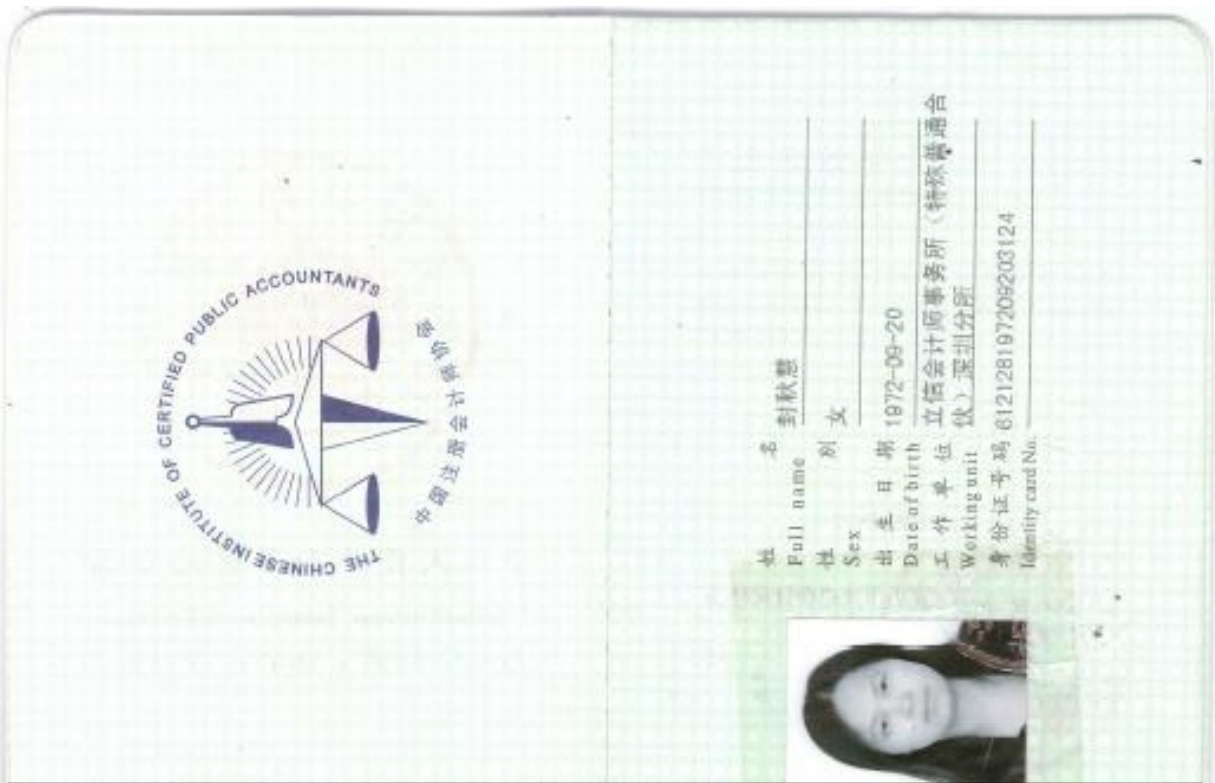 THE CHINESE INSTITUTE OF CERTIFIED PUBLIC ACCOUNTANTS
中国注册会计师协会
姓 名 封秋慧
Full name
性 别 女
Sex
出 生 日 期 1972-09-20
Date of birth
工 作 单 位 立信会计师事务所（特殊普通合
Working unit 伙）深圳分所
身份证号码 612128197209203124
Identity card No.